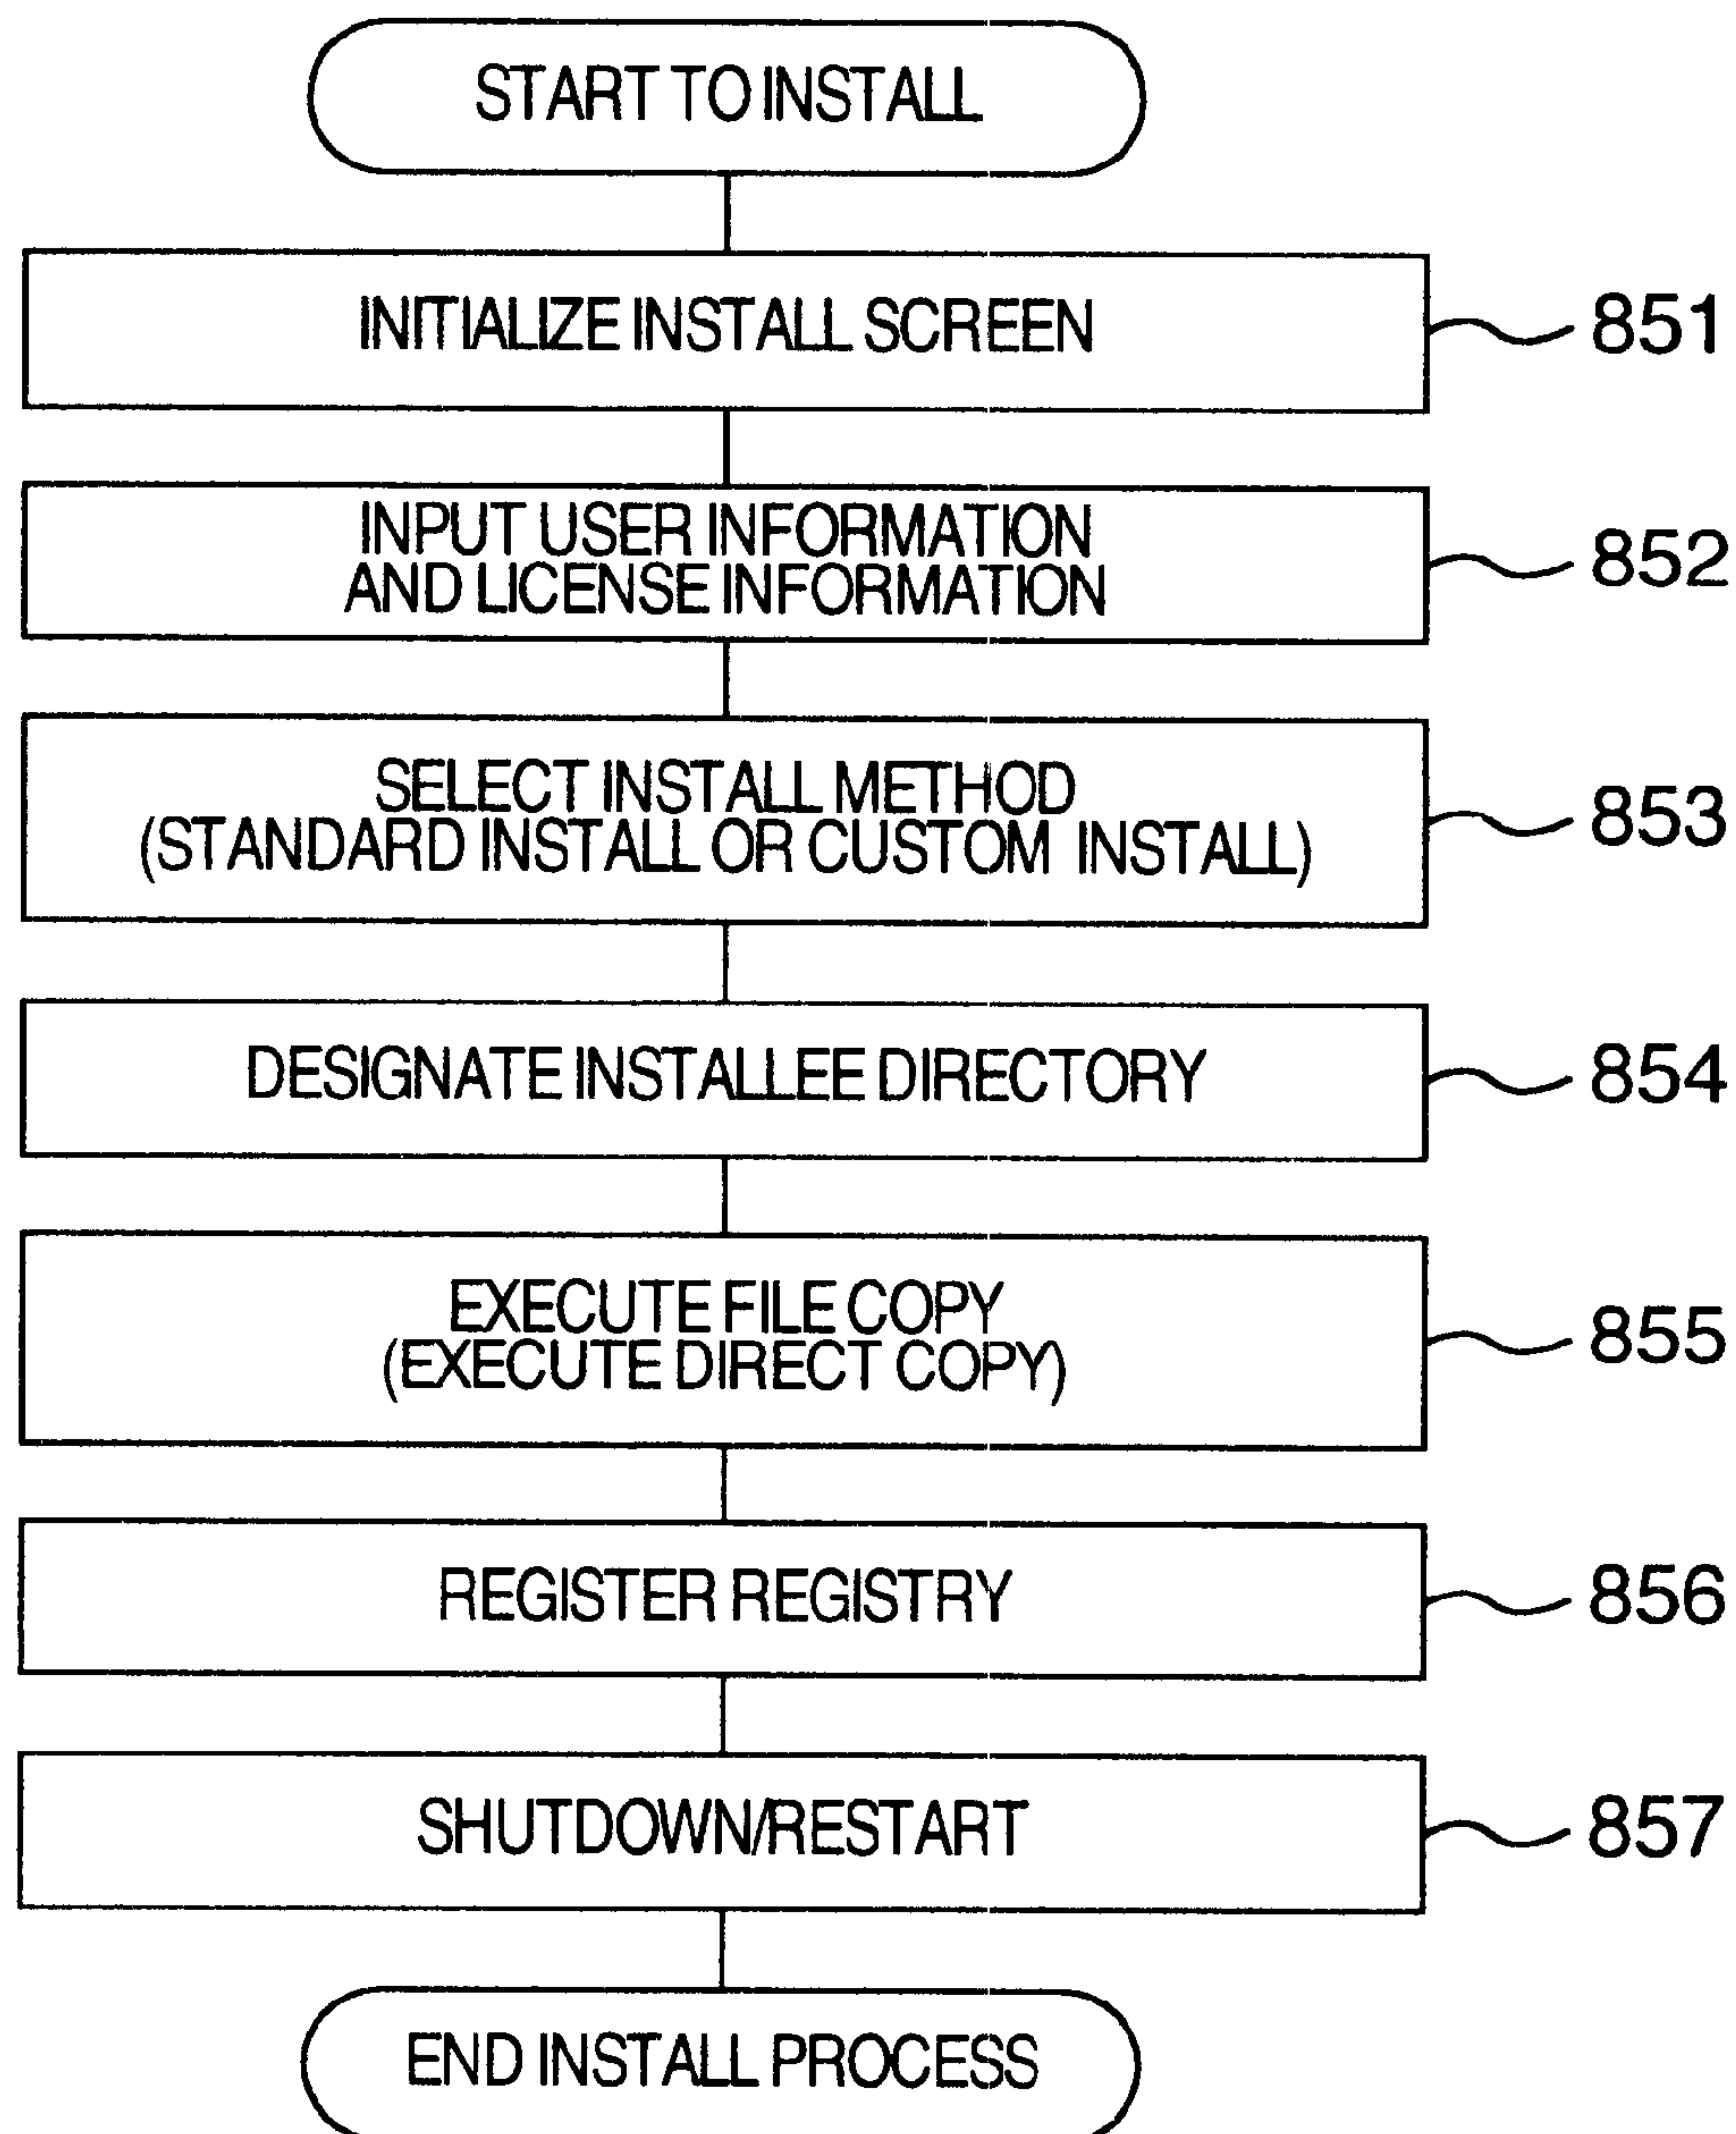 START TO INSTALL
INITIALIZE INSTALL SCREEN
851
INPUT USER INFORMATION
AND LICENSE INFORMATION
852
SELECT INSTALL METHOD
(STANDARD INSTALL OR CUSTOM INSTALL)
853
DESIGNATE INSTALLEE DIRECTORY
854
EXECUTE FILE COPY
(EXECUTE DIRECT COPY)
855
REGISTER REGISTRY
856
SHUTDOWN/RESTART
857
END INSTALL PROCESS